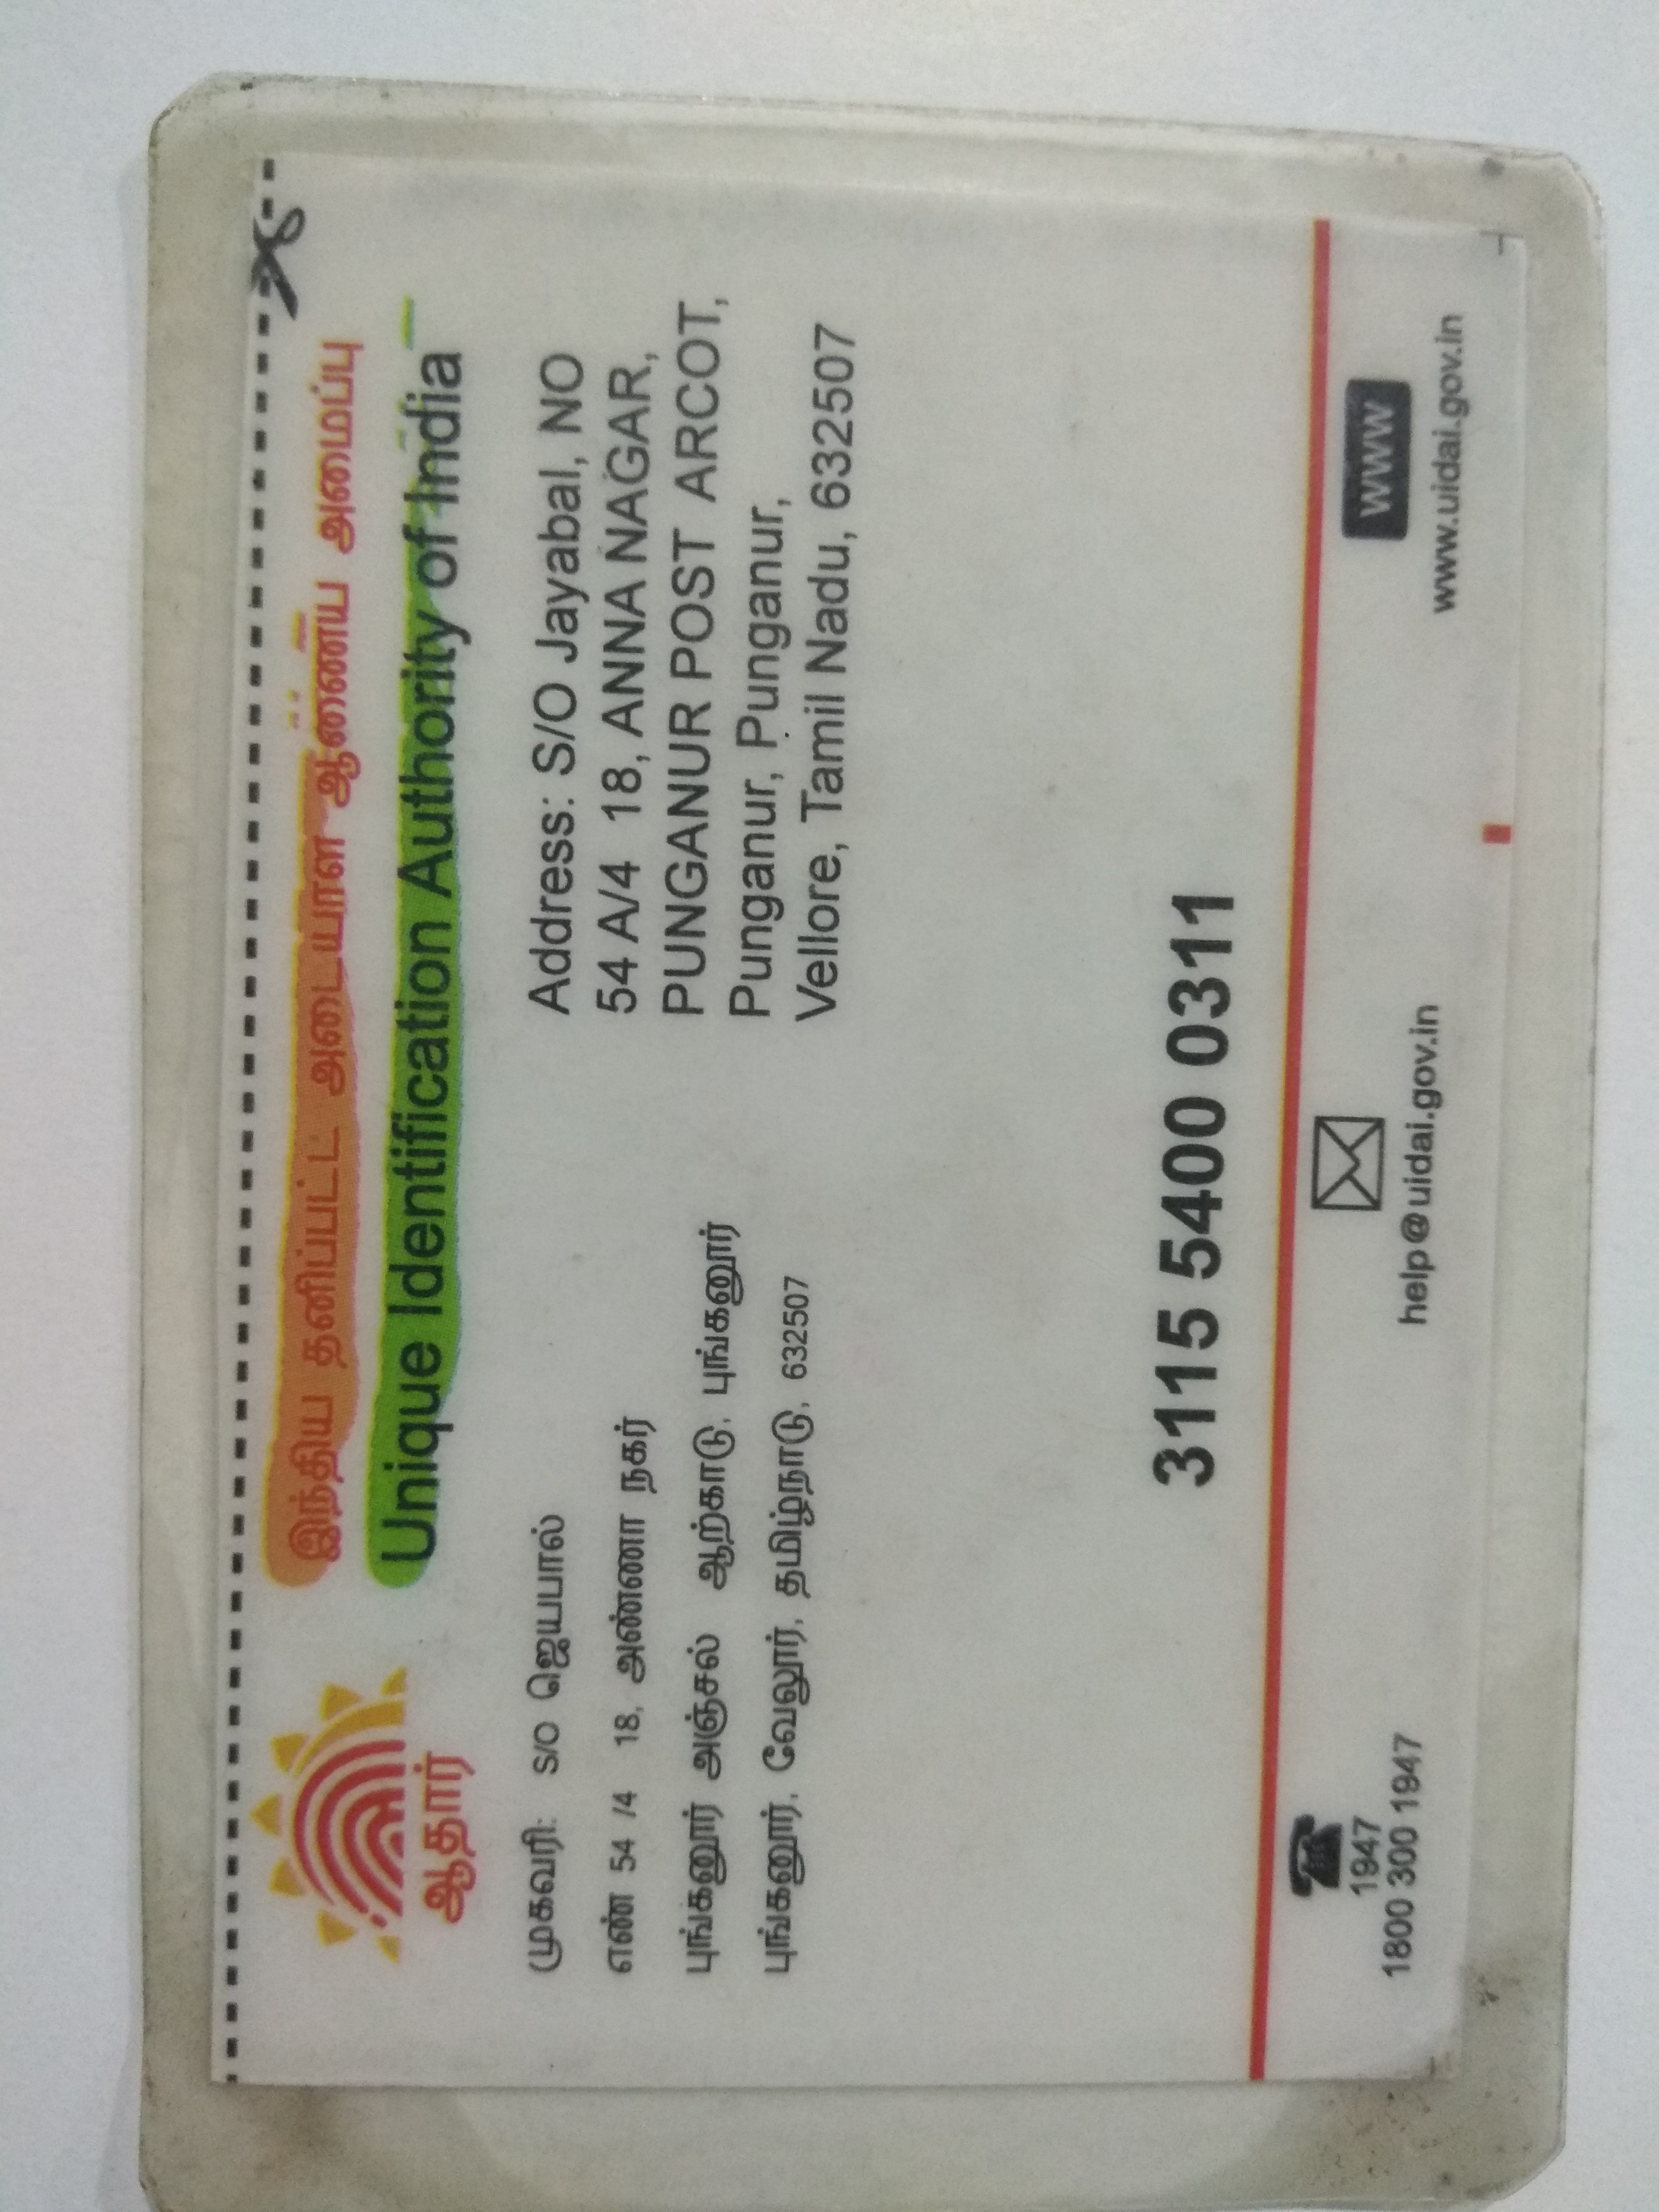 இந்திய தனிப்பட்ட அடையாள ஆணைய அமைப்பு
Unique Identification Authority of India
ஆதார்
முகவரி: S/O ஜெயபால்
எண் 54 /4 18, அண்ணா நகர்
புங்கனூர் அஞ்சல் ஆற்காடு, புங்கனூர்
புங்கனூர், வேலூர், தமிழ்நாடு, 632507
Address: S/O Jayabal, NO
54 A/4 18, ANNA NAGAR,
PUNGANUR POST ARCOT,
Punganur, Punganur,
Vellore, Tamil Nadu, 632507
3115 5400 0311
1947
1800 300 1947
help@uidai.gov.in
www
www.uidai.gov.in